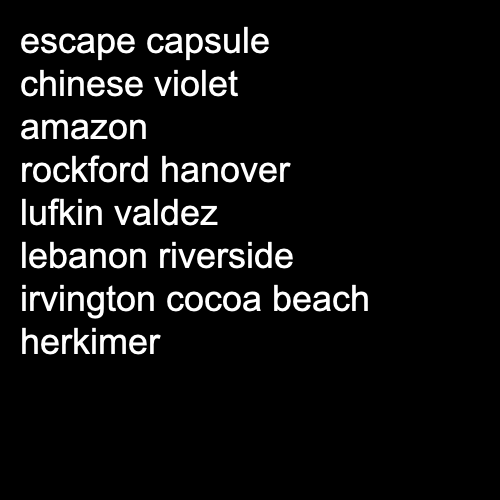 escape capsule
chinese violet
amazon
rockford hanover
lufkin valdez
lebanon riverside
irvington cocoa beach
herkimer